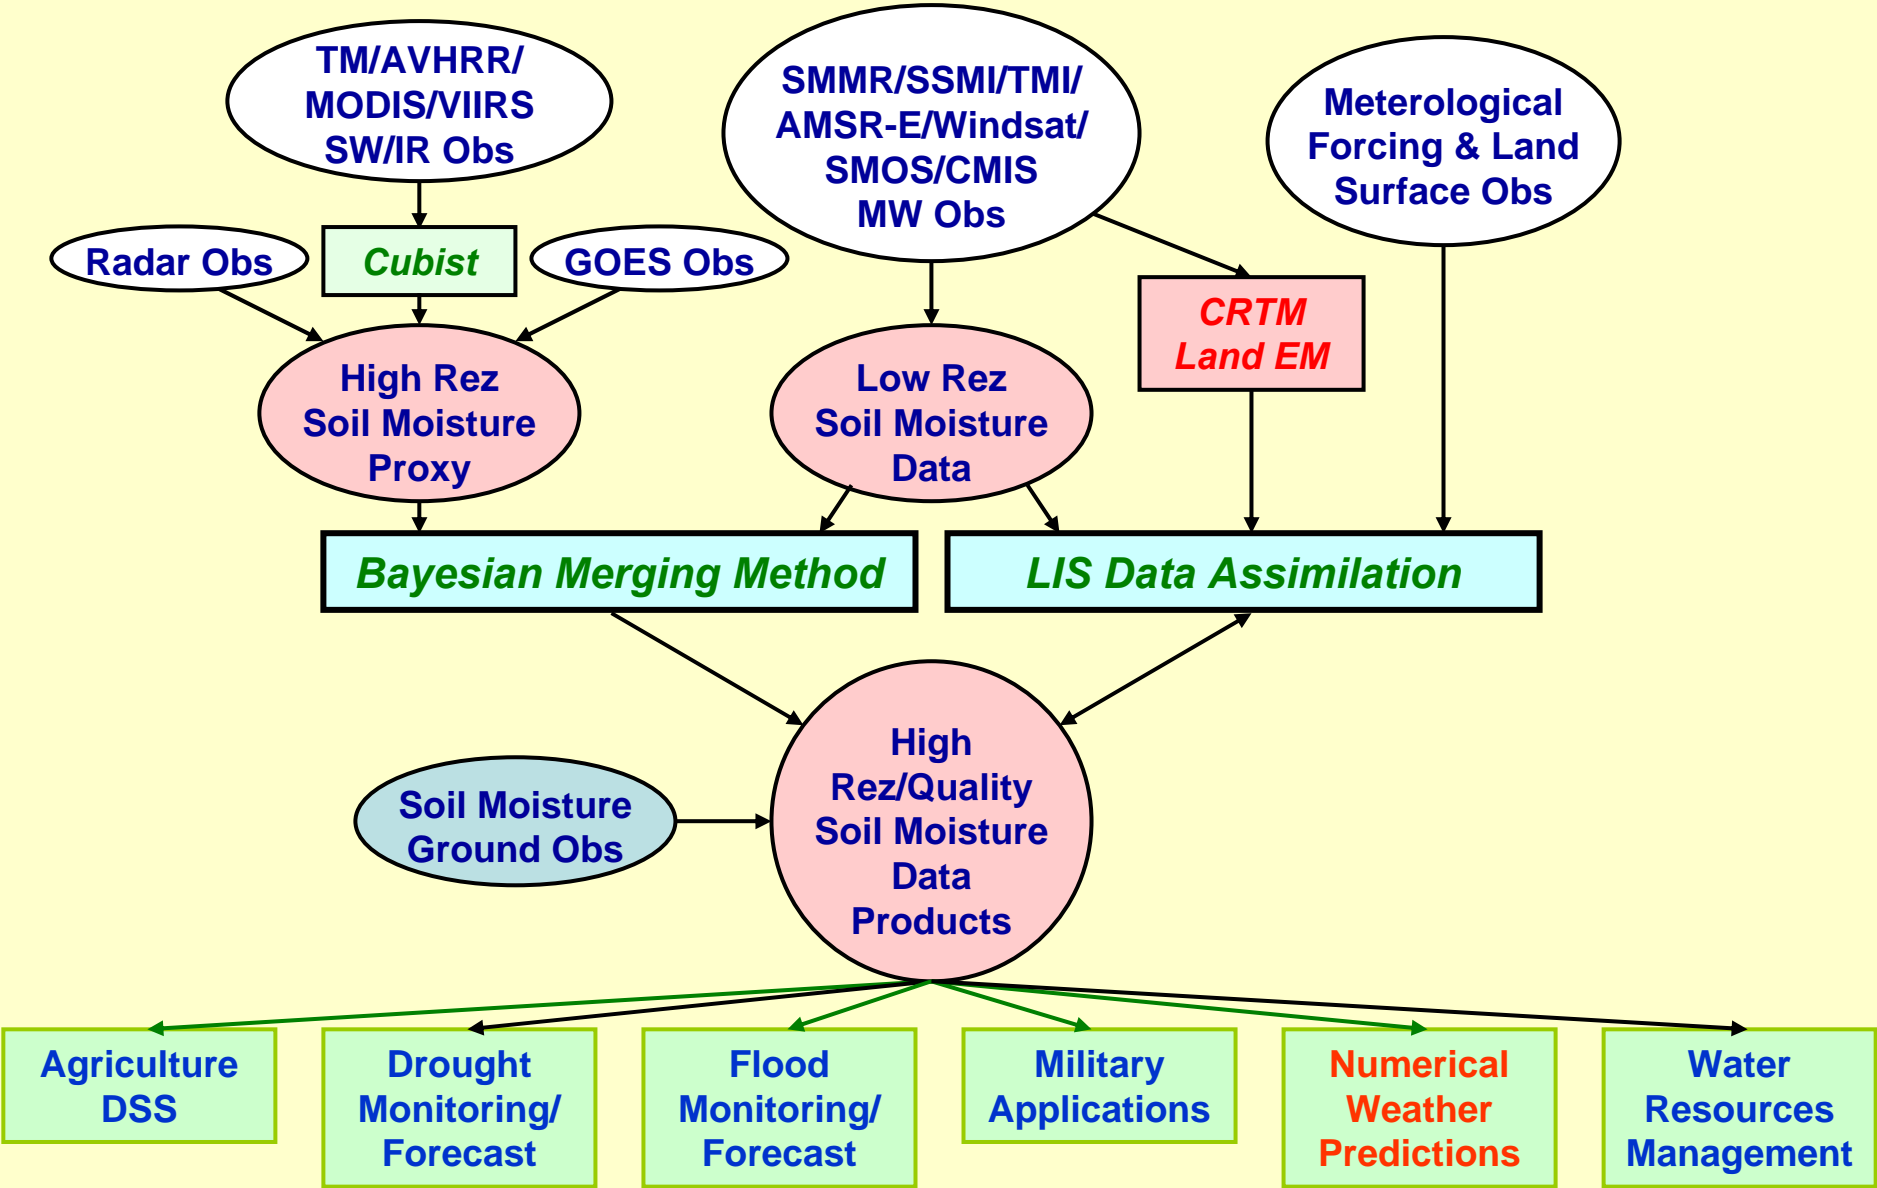 TM/AVHRR/
MODIS/VIIRS
SW/IR Obs
SMMR/SSMI/TMI/
AMSR-E/Windsat/
SMOS/CMIS
MW Obs
Meterological
Forcing & Land
Surface Obs
Radar Obs
Cubist
GOES Obs
CRTM
Land EM
High Rez
Soil Moisture
Proxy
Low Rez
Soil Moisture
Data
Bayesian Merging Method
LIS Data Assimilation
High
Rez/Quality
Soil Moisture
Data
Products
Soil Moisture
Ground Obs
Agriculture
DSS
Drought
Monitoring/
Forecast
Flood
Monitoring/
Forecast
Military
Applications
Numerical
Weather
Predictions
Water
Resources
Management